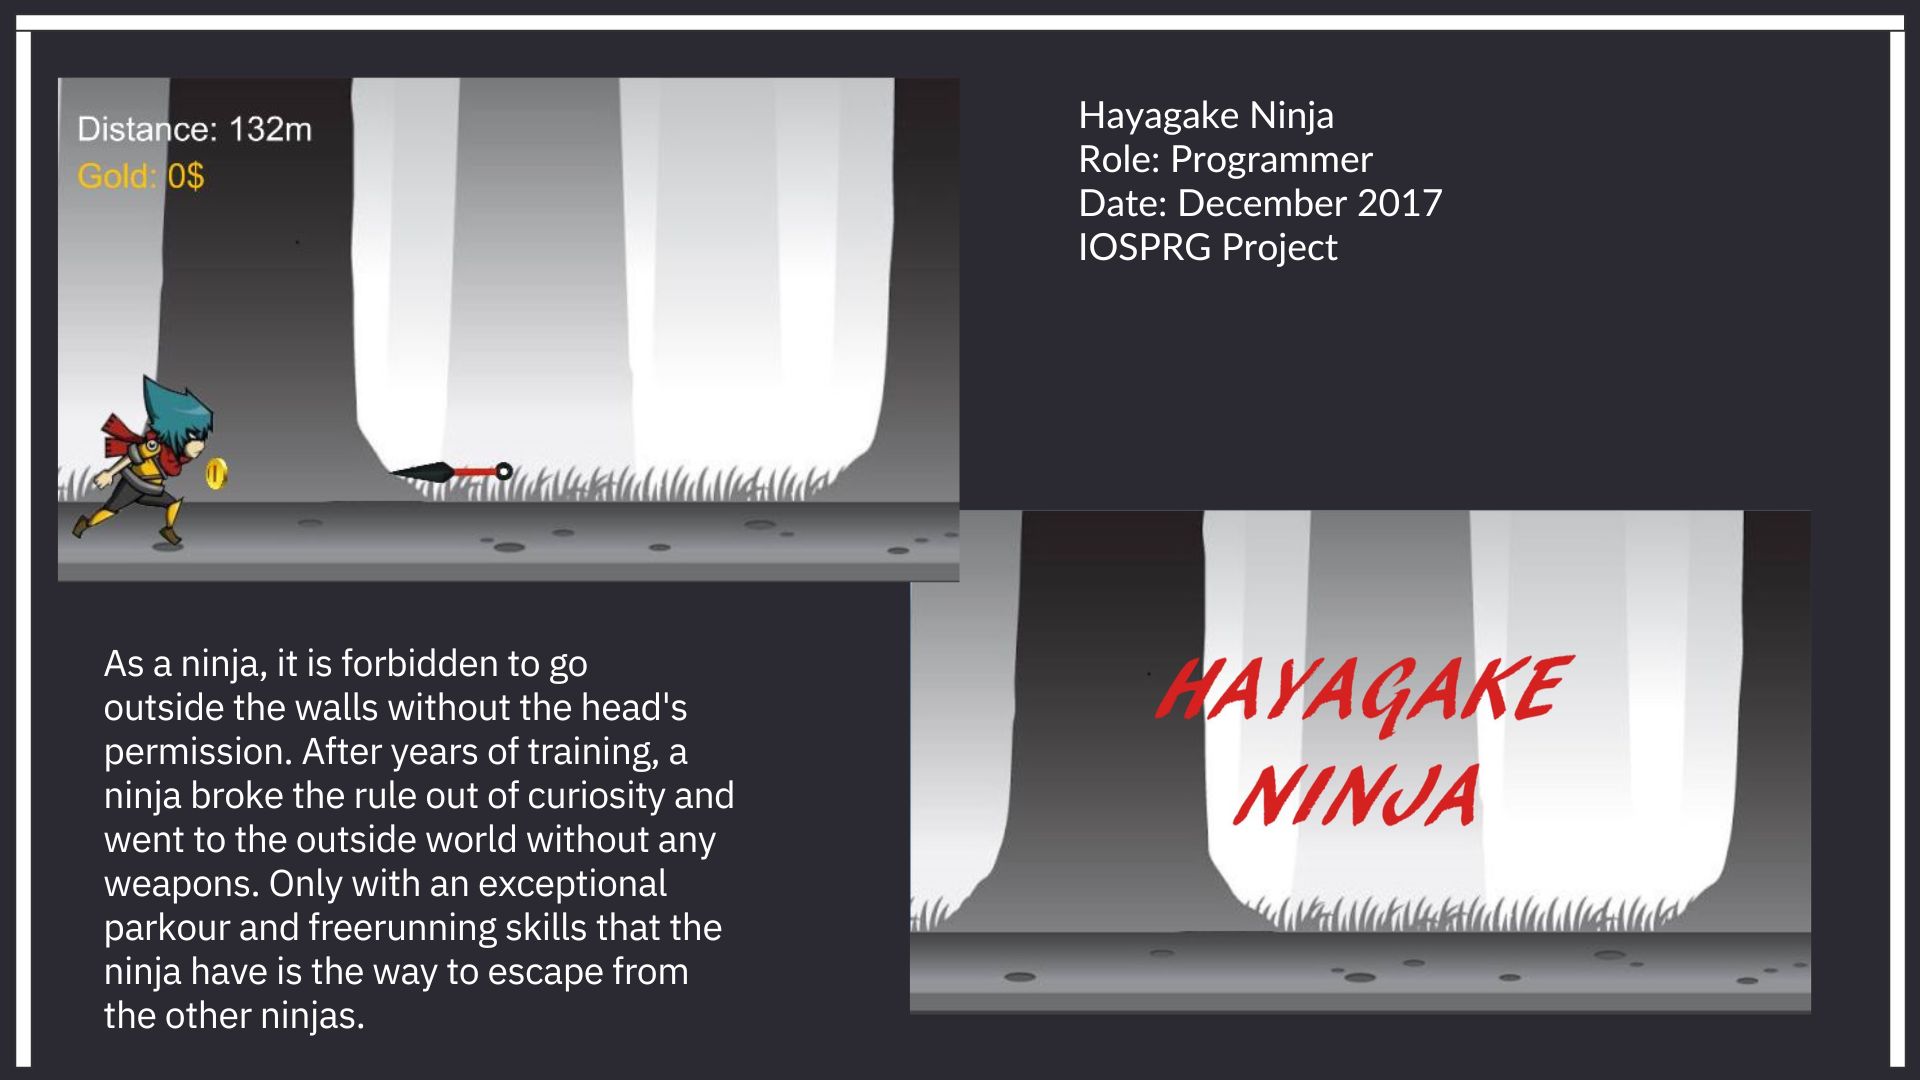 Distance: 132m
Gold: 0$
Hayagake Ninja
Role: Programmer
Date: December 2017
IOSPRG Project
HAYAGAKE
NINJA
As a ninja, it is forbidden to go
outside the walls without the head's
permission. After years of training, a
ninja broke the rule out of curiosity and
went to the outside world without any
weapons. Only with an exceptional
parkour and freerunning skills that the
ninja have is the way to escape from
the other ninjas.